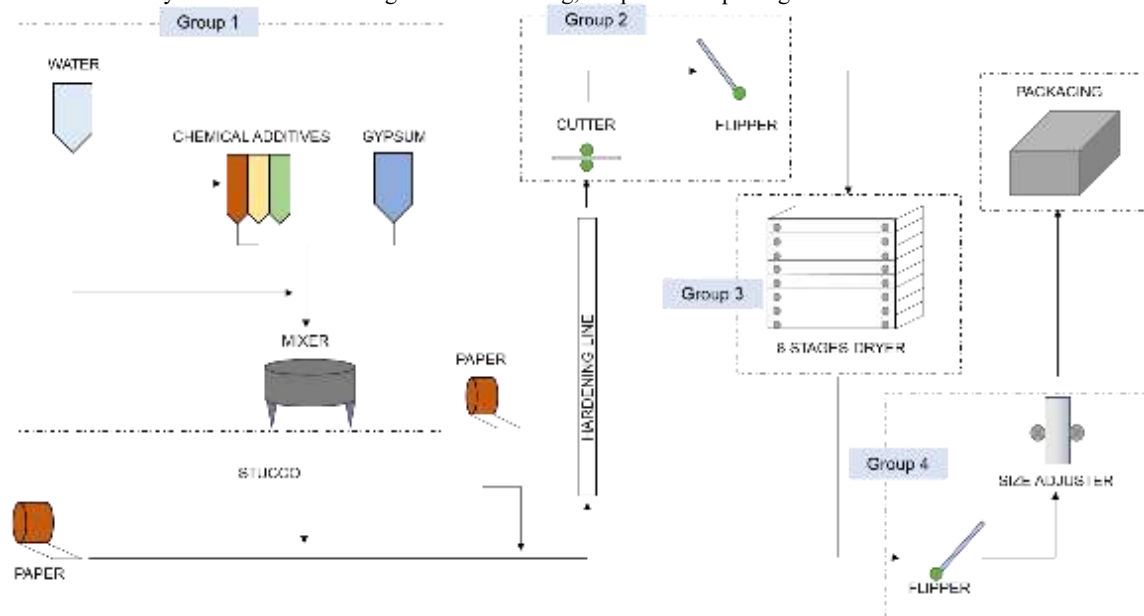 Group 1
WATER
CHEMICAL ADDITIVES
GYPSUM
MIXER
PAPER
STUCCO
PAPER
HARDENING LINE
Group 2
CUTTER
FLIPPER
Group 3
8 STAGES DRYER
Group 4
FLIPPER
SIZE ADJUSTER
PACKACING